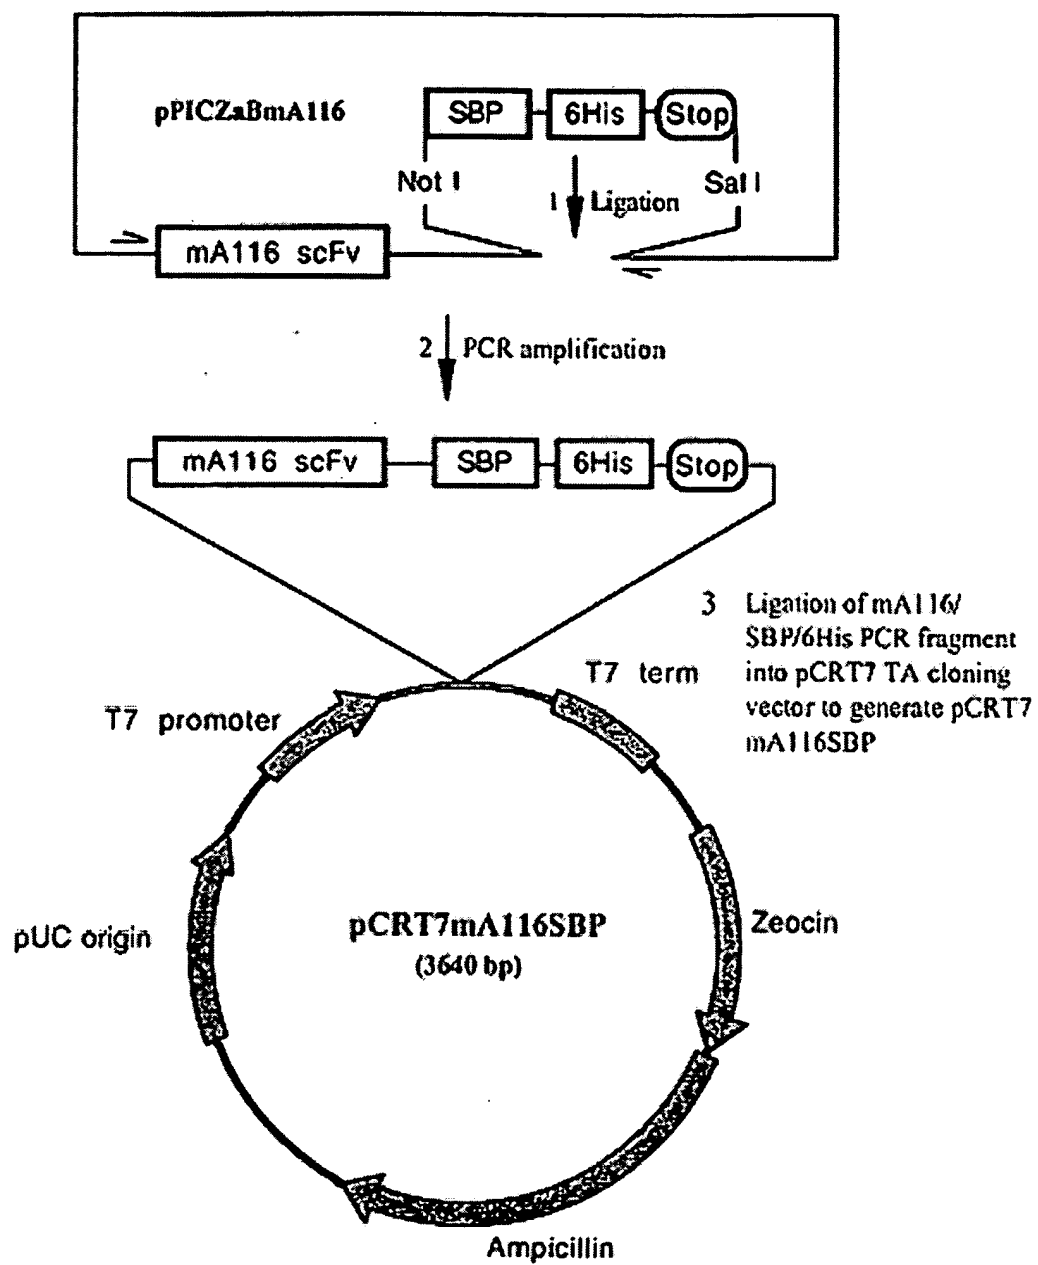 pPICZaBmA116
SBP
6His
Stop
Not I
1 Ligation
Sal I
mA116 scFv
2 PCR amplification
mA116 scFv
SBP
6His
Stop
3 Ligation of mA116/
SBP/6His PCR fragment
into pCRT7 TA cloning
vector to generate pCRT7
mA116SBP
T7 term
T7 promoter
pUC origin
pCRT7mA116SBP
(3640 bp)
Zeocin
Ampicillin